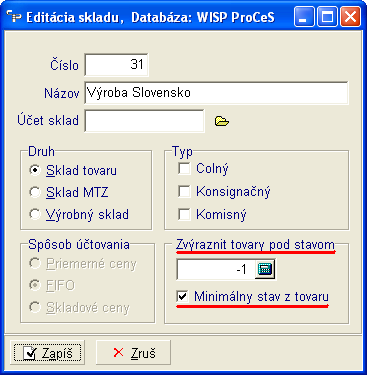 Editácia skladu, Databáza: WISP ProCeS
Číslo 31
Názov Výroba Slovensko
Účet sklad
Druh
Sklad tovaru
Sklad MTZ
Výrobný sklad
Typ
Colný
Konsignačný
Komisný
Spôsob účtovania
Priemerné ceny
FIFO
Skladové ceny
Zvýraznit tovary pod stavom
-1
Minimálny stav z tovaru
Zapíš
Zruš